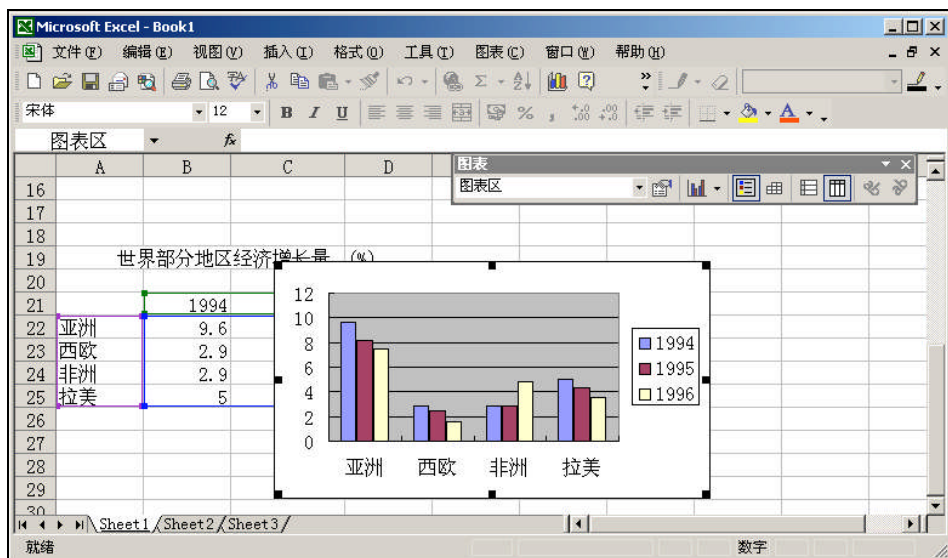 Microsoft Excel - Book1
文件(F) 编辑(E) 视图(V) 插入(I) 格式(O) 工具(T) 图表(C) 窗口(W) 帮助(H)
宋体 12 B I U
图表区 fx
A B C D
图表
图表区
16
17
18
19 世界部分地区经济增长量 (%)
20
21 1994
22 亚洲 9.6
23 西欧 2.9
24 非洲 2.9
25 拉美 5
26
27
28
29
30
12
10
8
6
4
2
0
亚洲 西欧 非洲 拉美
1994
1995
1996
Sheet1 Sheet2 Sheet3
就绪 数字